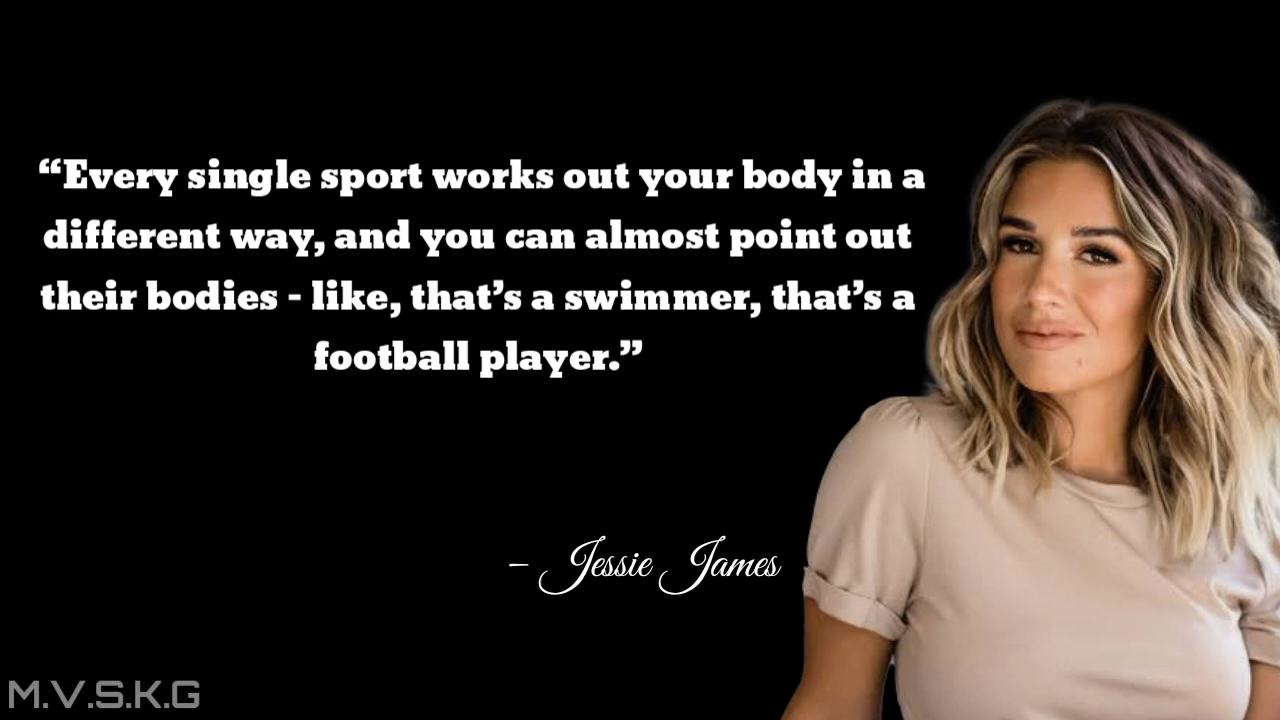 “Every single sport works out your body in a
different way, and you can almost point out
their bodies - like, that’s a swimmer, that’s a
football player.”
– Jessie James
M.V.S.K.G